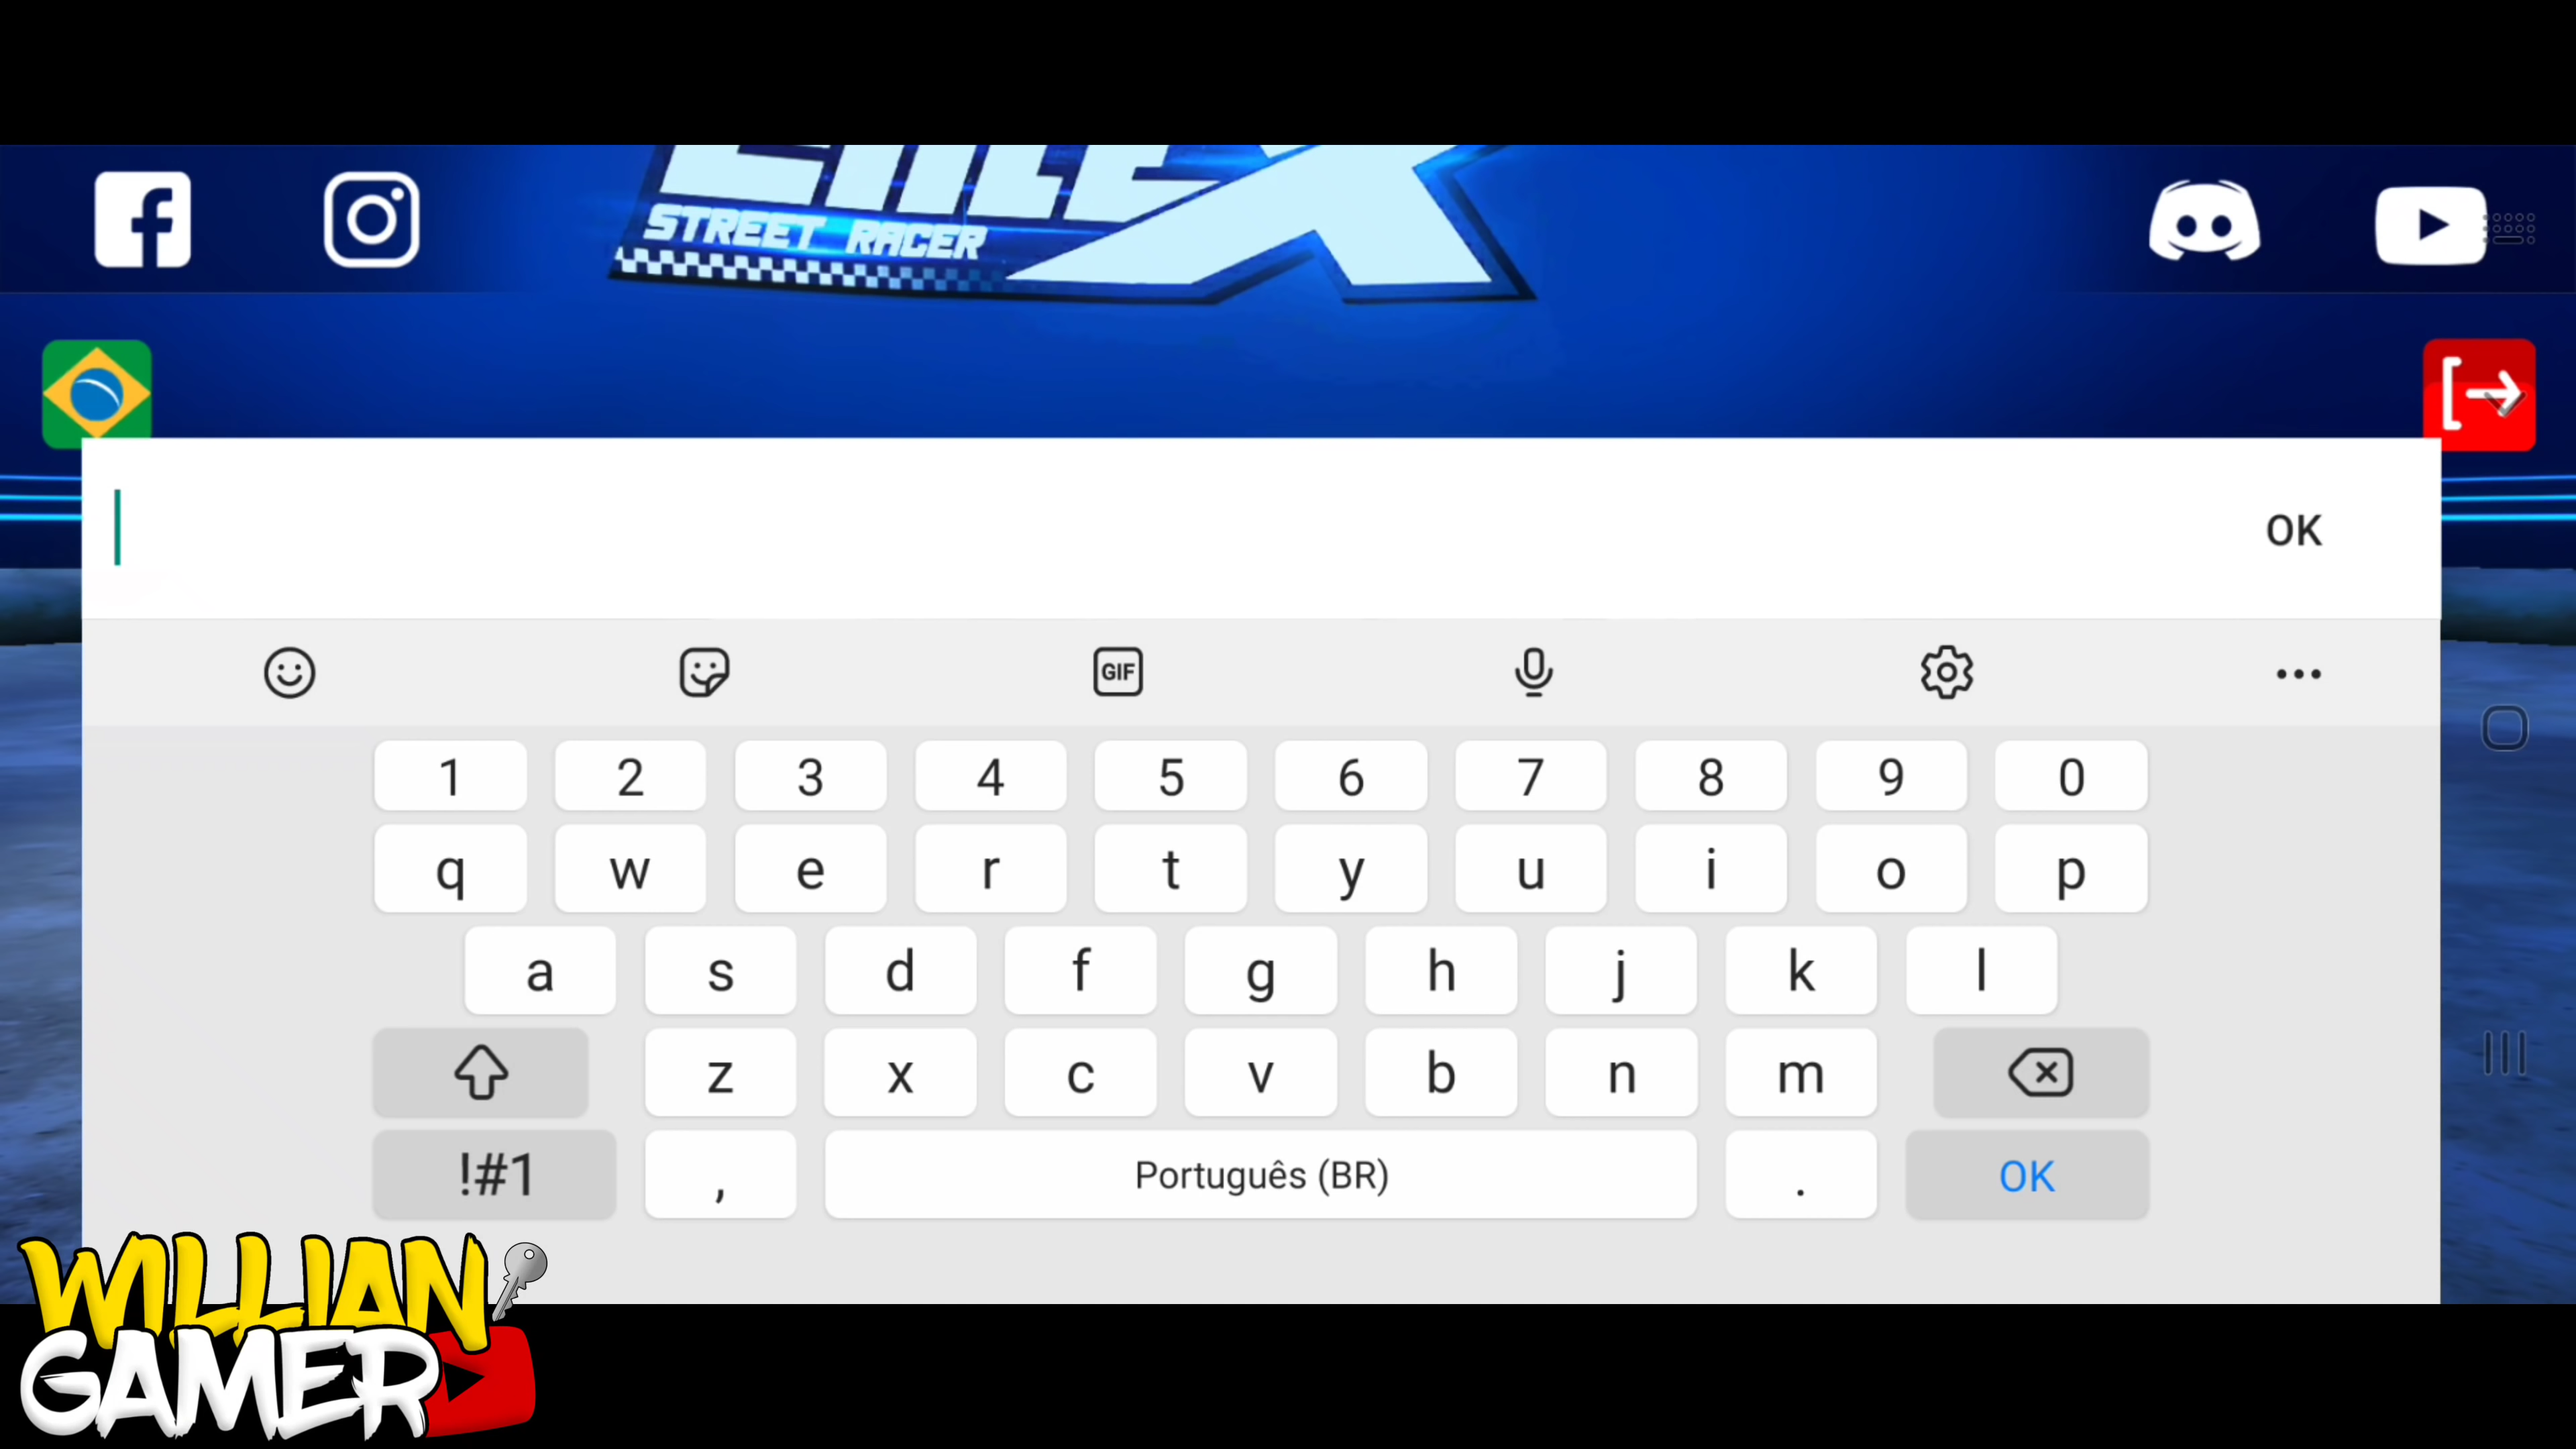 STREET RACER
OK
GIF
1 2 3 4 5 6 7 8 9 0
q w e r t y u i o p
a s d f g h j k l
z x c v b n m
!#1 , Português (BR) . OK
WILLIAN
GAMER